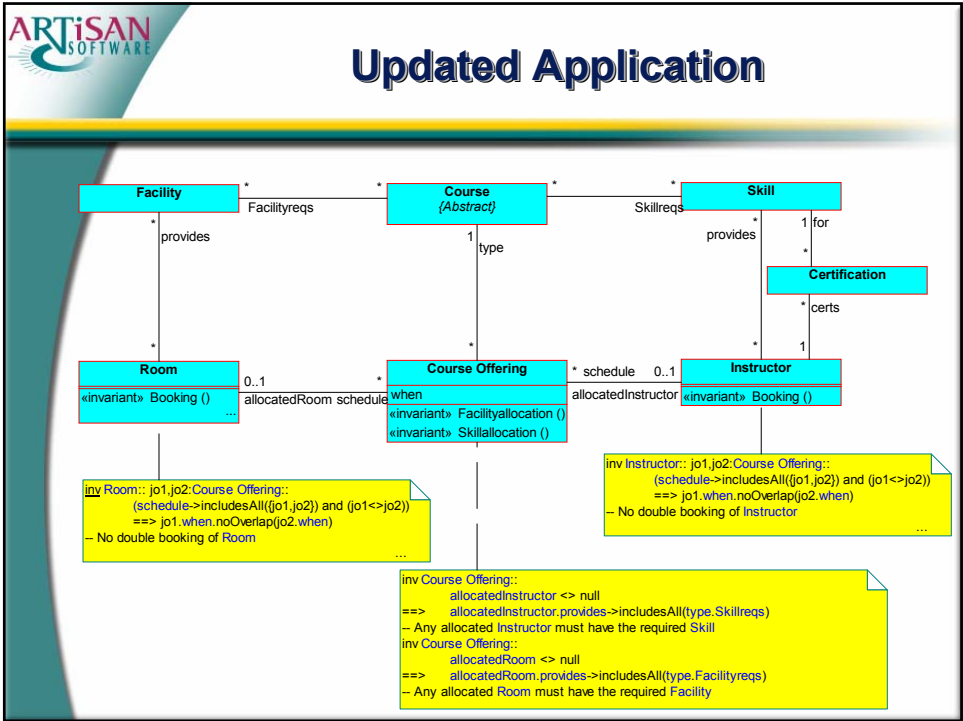 ARTiSAN
SOFTWARE
Updated Application
Facility
*
*
Facilityreqs
Course
{Abstract}
*
*
Skillreqs
Skill
*
provides
1
type
*
provides
1
for
*
Certification
*
certs
*
*
*
1
Room
«invariant» Booking ()
...
0..1
*
allocatedRoom
schedule
Course Offering
when
«invariant» Facilityallocation ()
«invariant» Skillallocation ()
* schedule
0..1
allocatedInstructor
Instructor
«invariant» Booking ()
inv Room:: jo1,jo2:Course Offering::
(schedule->includesAll({jo1,jo2}) and (jo1<>jo2))
==> jo1.when.noOverlap(jo2.when)
-- No double booking of Room
...
inv Instructor:: jo1,jo2:Course Offering::
(schedule->includesAll({jo1,jo2}) and (jo1<>jo2))
==> jo1.when.noOverlap(jo2.when)
-- No double booking of Instructor
...
inv Course Offering::
allocatedInstructor <> null
==> allocatedInstructor.provides->includesAll(type.Skillreqs)
-- Any allocated Instructor must have the required Skill
inv Course Offering::
allocatedRoom <> null
==> allocatedRoom.provides->includesAll(type.Facilityreqs)
-- Any allocated Room must have the required Facility